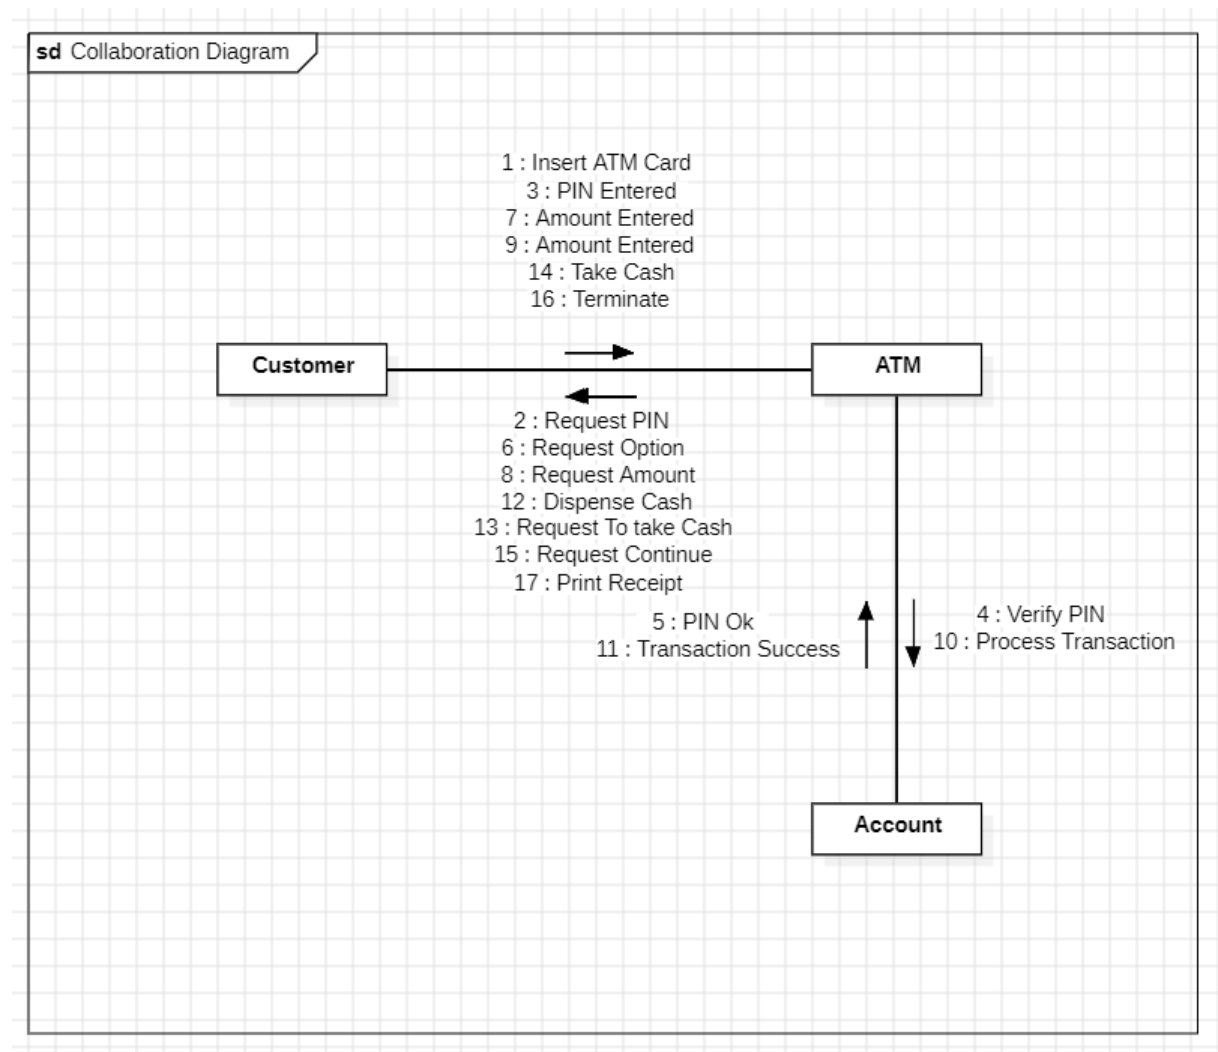 sd Collaboration Diagram
1 : Insert ATM Card
3 : PIN Entered
7 : Amount Entered
9 : Amount Entered
14 : Take Cash
16 : Terminate
Customer
ATM
2 : Request PIN
6 : Request Option
8 : Request Amount
12 : Dispense Cash
13 : Request To take Cash
15 : Request Continue
17 : Print Receipt
5 : PIN Ok
11 : Transaction Success
4 : Verify PIN
10 : Process Transaction
Account